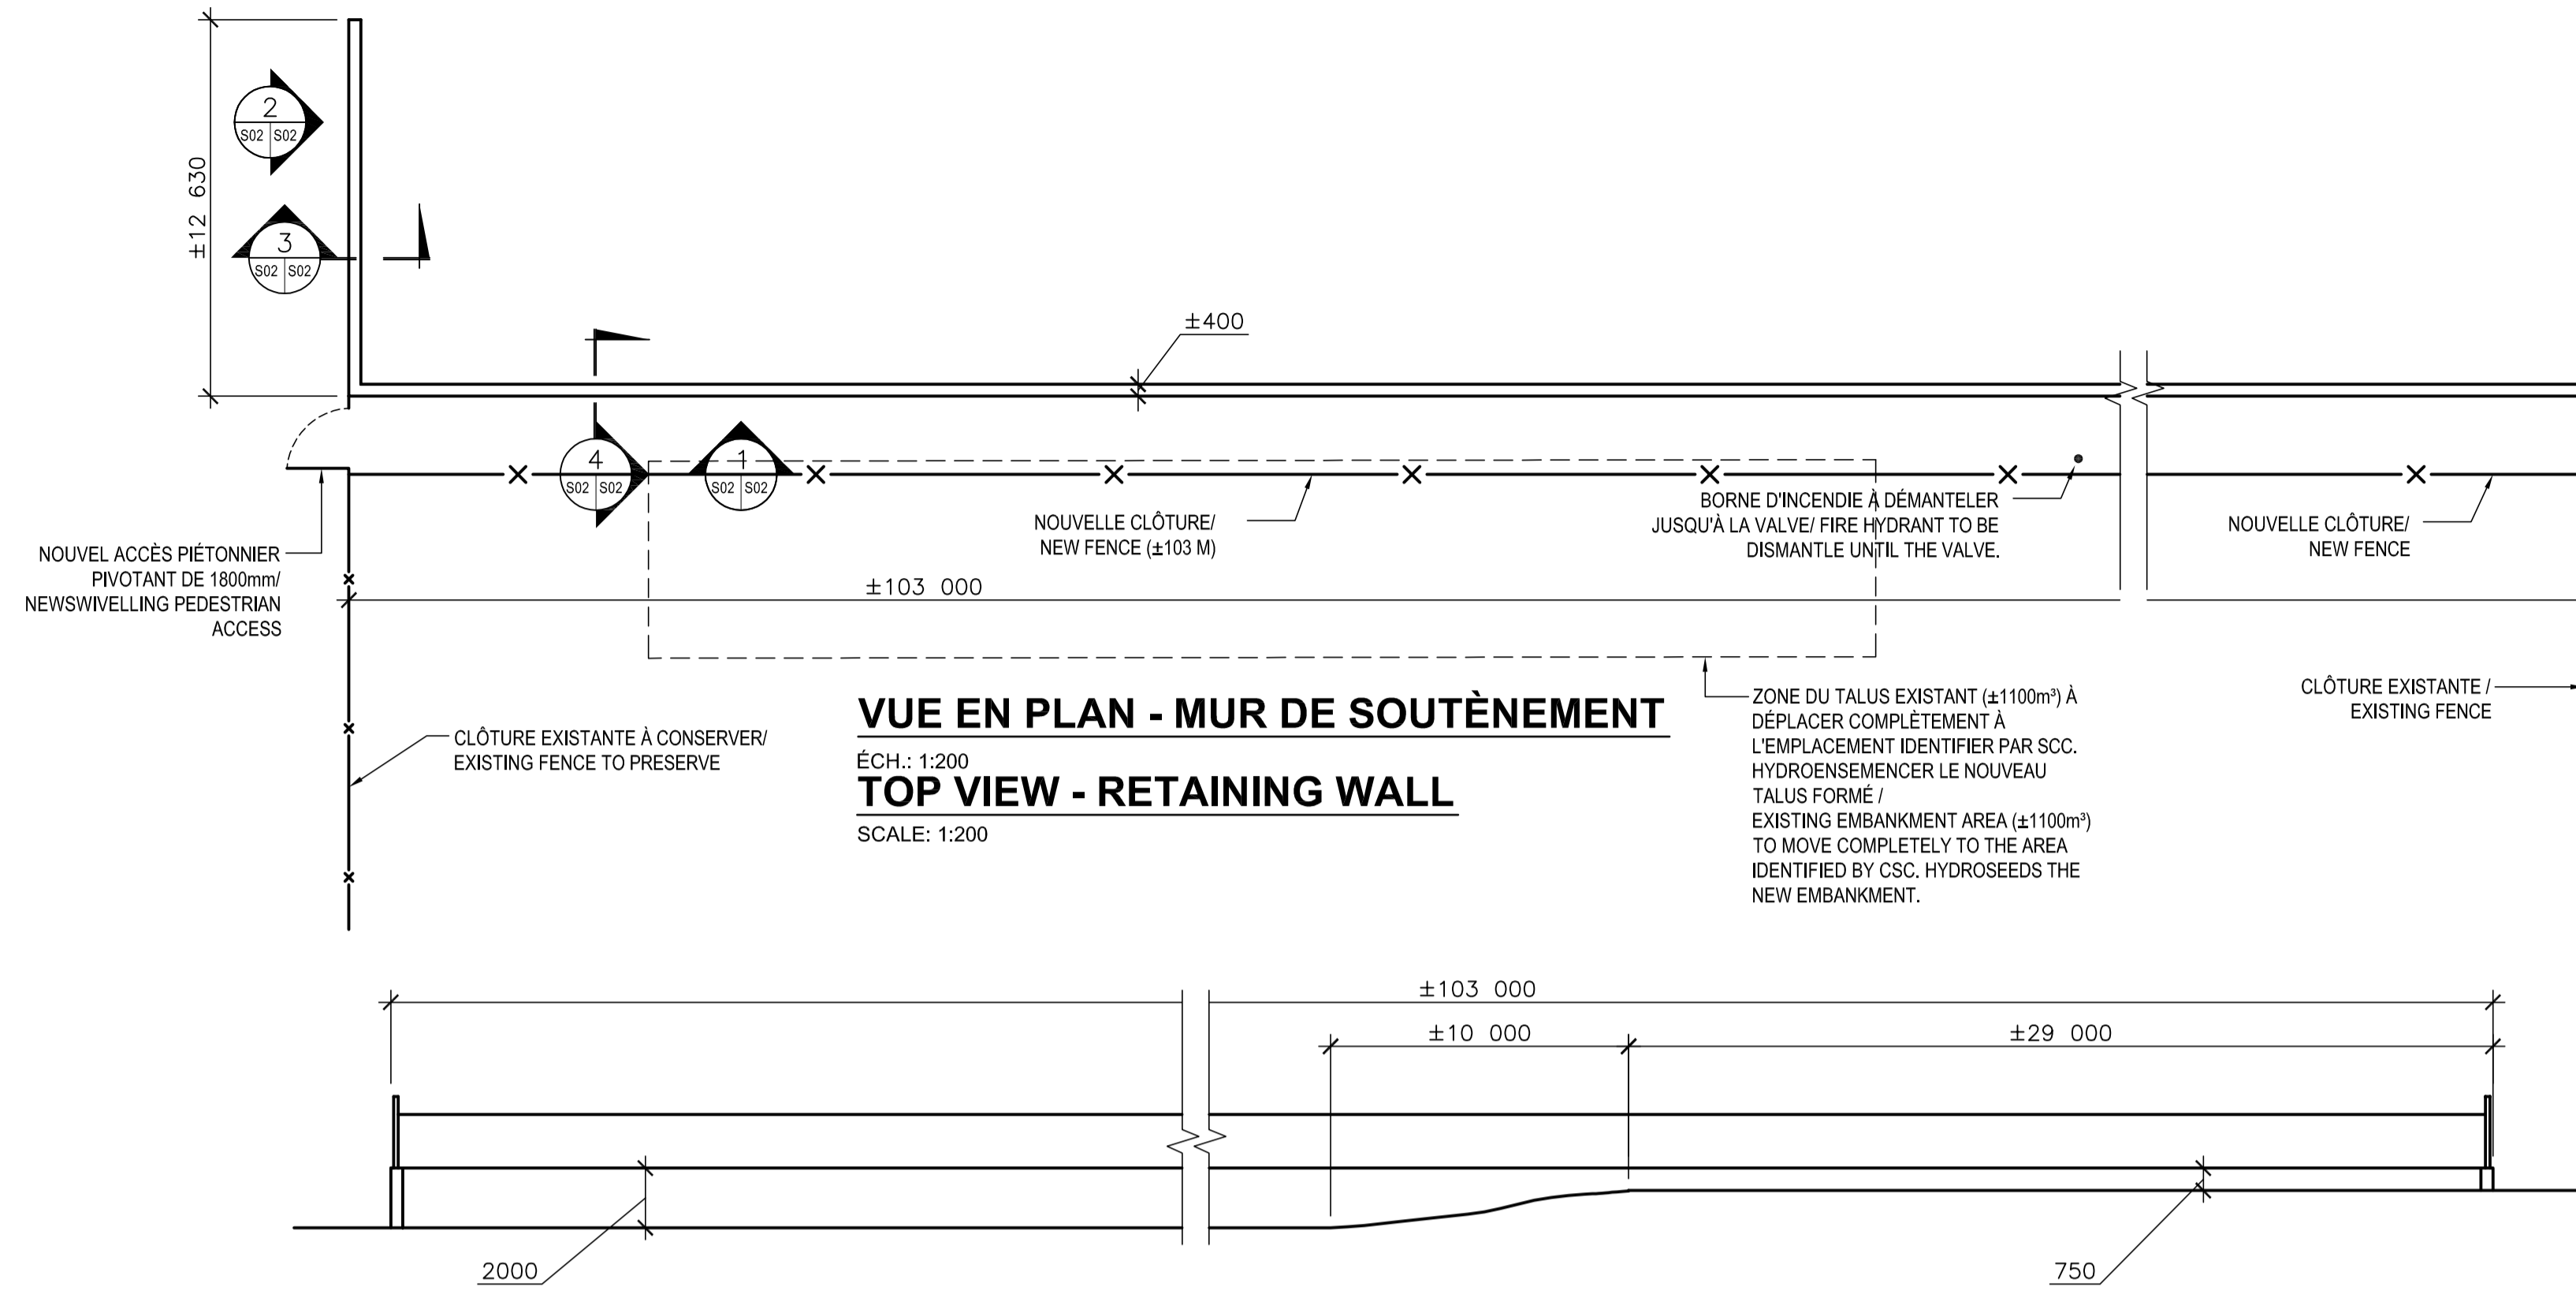 ±12 630
2
S02 S02
3
S02 S02
±400
4
S02 S02
1
S02 S02
NOUVEL ACCÈS PIÉTONNIER
PIVOTANT DE 1800mm/
NEWSWIVELLING PEDESTRIAN
ACCESS
NOUVELLE CLÔTURE/
NEW FENCE (±103 M)
BORNE D'INCENDIE À DÉMANTELER
JUSQU'À LA VALVE/ FIRE HYDRANT TO BE
DISMANTLE UNTIL THE VALVE.
NOUVELLE CLÔTURE/
NEW FENCE
±103 000
CLÔTURE EXISTANTE À CONSERVER/
EXISTING FENCE TO PRESERVE
VUE EN PLAN - MUR DE SOUTÈNEMENT
ÉCH.: 1:200
TOP VIEW - RETAINING WALL
SCALE: 1:200
ZONE DU TALUS EXISTANT (±1100m³) À
DÉPLACER COMPLÈTEMENT À
L'EMPLACEMENT IDENTIFIER PAR SCC.
HYDROENSEMENCER LE NOUVEAU
TALUS FORMÉ /
EXISTING EMBANKMENT AREA (±1100m³)
TO MOVE COMPLETELY TO THE AREA
IDENTIFIED BY CSC. HYDROSEEDS THE
NEW EMBANKMENT.
CLÔTURE EXISTANTE /
EXISTING FENCE
±103 000
±10 000
±29 000
2000
750